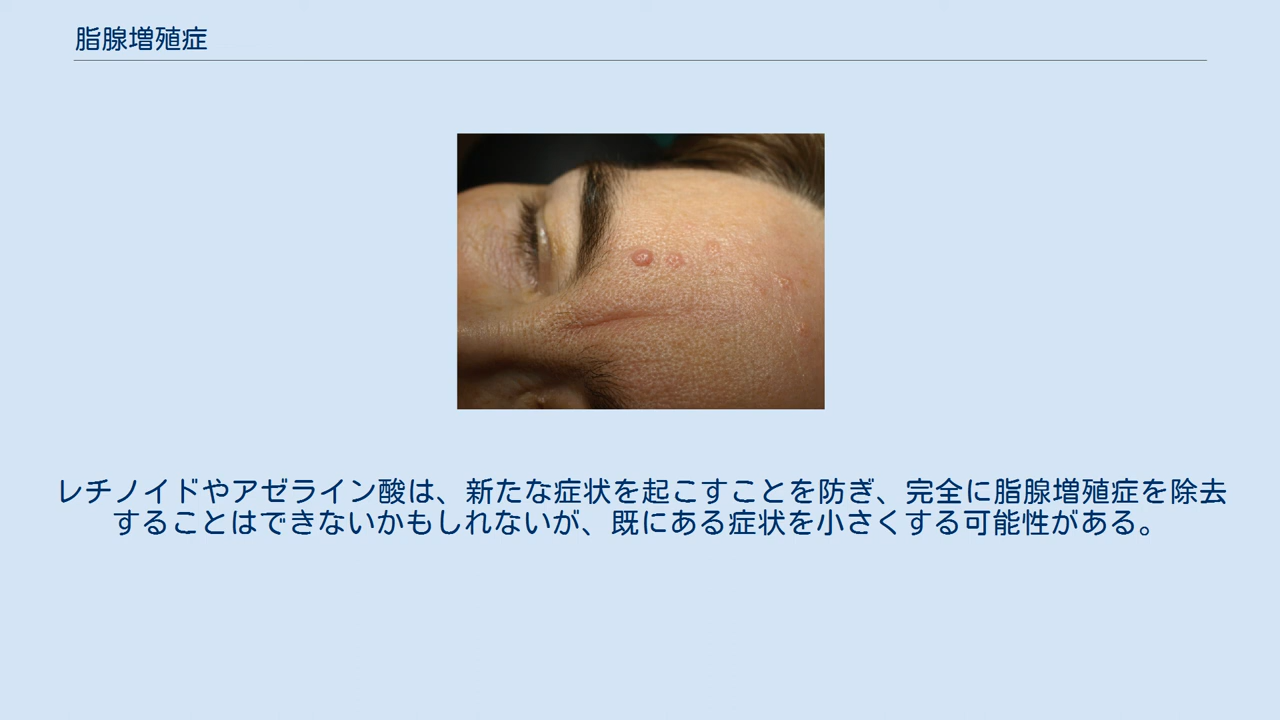 脂腺増殖症
レチノイドやアゼライン酸は、新たな症状を起こすことを防ぎ、完全に脂腺増殖症を除去
することはできないかもしれないが、既にある症状を小さくする可能性がある。